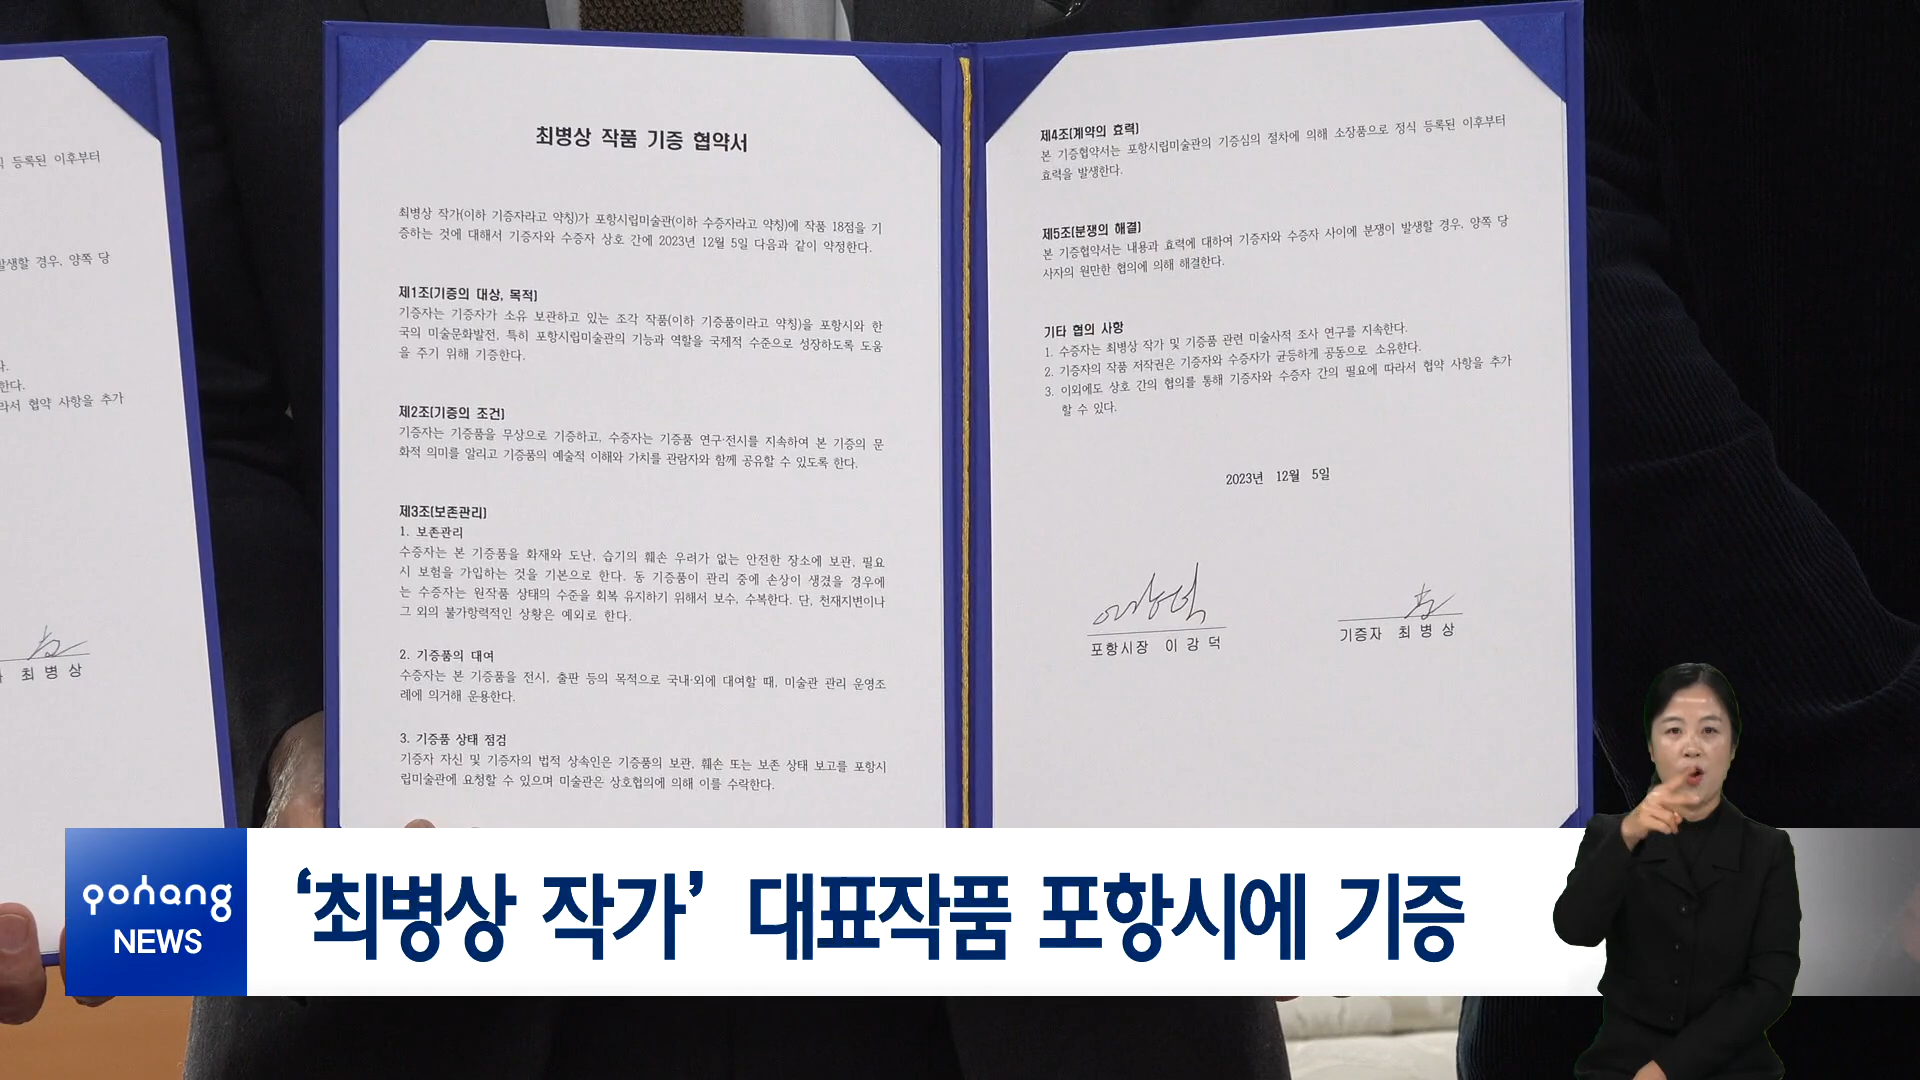 식 등록된 이후부터
발생할 경우, 양쪽 당
한다.
라서 협약 사항을 추가
최 병 상
최병상 작품 기증 협약서
최병상 작가(이하 기증자라고 약칭)가 포항시립미술관(이하 수증자라고 약칭)에 작품 18점을 기
증하는 것에 대해서 기증자와 수증자 상호 간에 2023년 12월 5일 다음과 같이 약정한다.
제1조(기증의 대상, 목적)
기증자는 기증자가 소유 보관하고 있는 조각 작품(이하 기증품이라고 약칭)을 포항시와 한
국의 미술문화발전, 특히 포항시립미술관의 기능과 역할을 국제적 수준으로 성장하도록 도움
을 주기 위해 기증한다.
제2조(기증의 조건)
기증자는 기증품을 무상으로 기증하고, 수증자는 기증품 연구·전시를 지속하여 본 기증의 문
화적 의미를 알리고 기증품의 예술적 이해와 가치를 관람자와 함께 공유할 수 있도록 한다.
제3조(보존관리)
1. 보존관리
수증자는 본 기증품을 화재와 도난, 습기의 훼손 우려가 없는 안전한 장소에 보관, 필요
시 보험을 가입하는 것을 기본으로 한다. 동 기증품이 관리 중에 손상이 생겼을 경우에
는 수증자는 원작품 상태의 수준을 회복 유지하기 위해서 보수, 수복한다. 단, 천재지변이나
그 외의 불가항력적인 상황은 예외로 한다.
2. 기증품의 대여
수증자는 본 기증품을 전시, 출판 등의 목적으로 국내·외에 대여할 때, 미술관 관리 운영조
례에 의거해 운용한다.
3. 기증품 상태 점검
기증자 자신 및 기증자의 법적 상속인은 기증품의 보관, 훼손 또는 보존 상태 보고를 포항시
립미술관에 요청할 수 있으며 미술관은 상호협의에 의해 이를 수락한다.
제4조(계약의 효력)
본 기증협약서는 포항시립미술관의 기증심의 절차에 의해 소장품으로 정식 등록된 이후부터
효력을 발생한다.
제5조(분쟁의 해결)
본 기증협약서는 내용과 효력에 대하여 기증자와 수증자 사이에 분쟁이 발생할 경우, 양쪽 당
사자의 원만한 협의에 의해 해결한다.
기타 협의 사항
1. 수증자는 최병상 작가 및 기증품 관련 미술사적 조사 연구를 지속한다.
2. 기증자의 작품 저작권은 기증자와 수증자가 균등하게 공동으로 소유한다.
3. 이외에도 상호 간의 협의를 통해 기증자와 수증자 간의 필요에 따라서 협약 사항을 추가
할 수 있다.
2023년 12월 5일
이강덕
포항시장 이 강 덕
기증자 최 병 상
pohang
NEWS
‘최병상 작가’ 대표작품 포항시에 기증